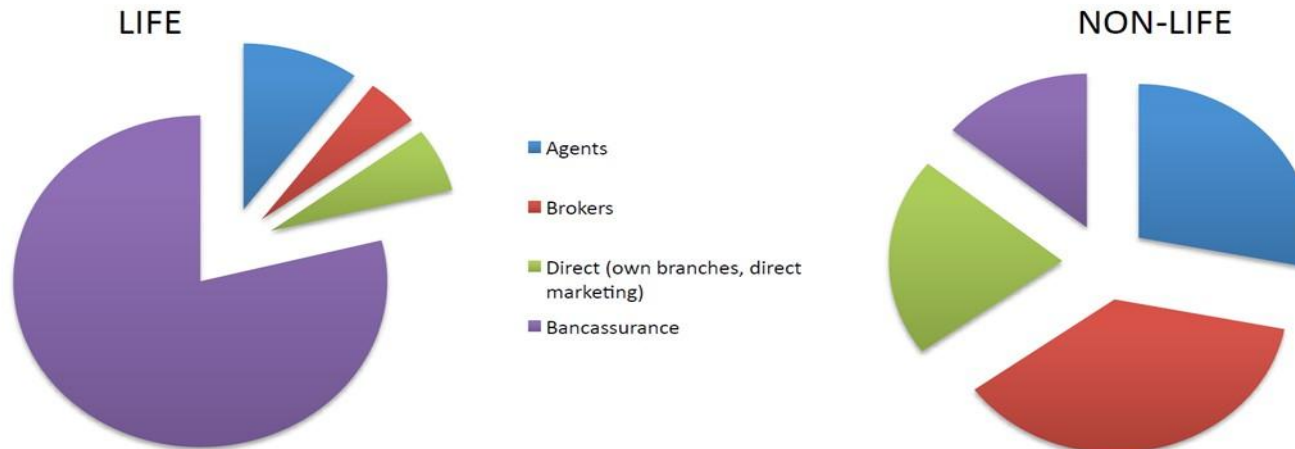 LIFE
NON-LIFE
Agents
Brokers
Direct (own branches, direct
marketing)
Bancassurance